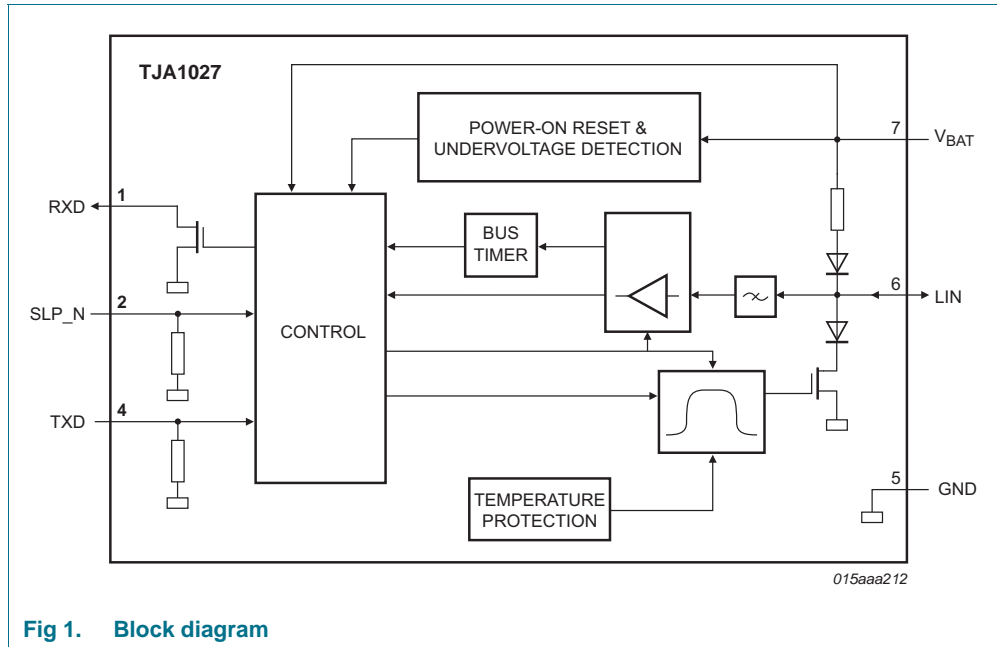 TJA1027
POWER-ON RESET &
UNDERVOLTAGE DETECTION
7
VBAT
1
RXD
BUS
TIMER
6
LIN
2
SLP_N
CONTROL
4
TXD
5
GND
TEMPERATURE
PROTECTION
015aaa212
Fig 1. Block diagram